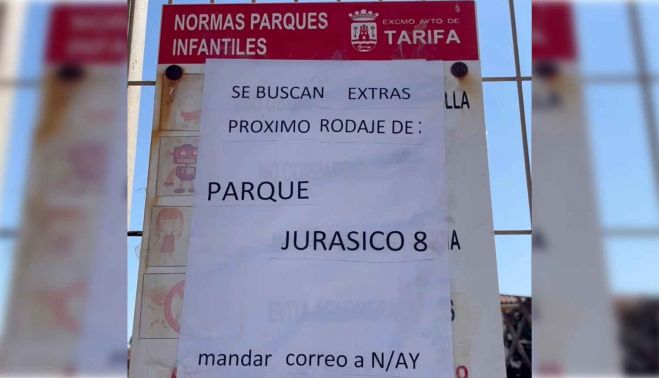 NORMAS PARQUES
INFANTILES
EXCMO AYTO. DE
TARIFA
SE BUSCAN EXTRAS
PROXIMO RODAJE DE:
PARQUE
JURASICO 8
mandar correo a N/AY